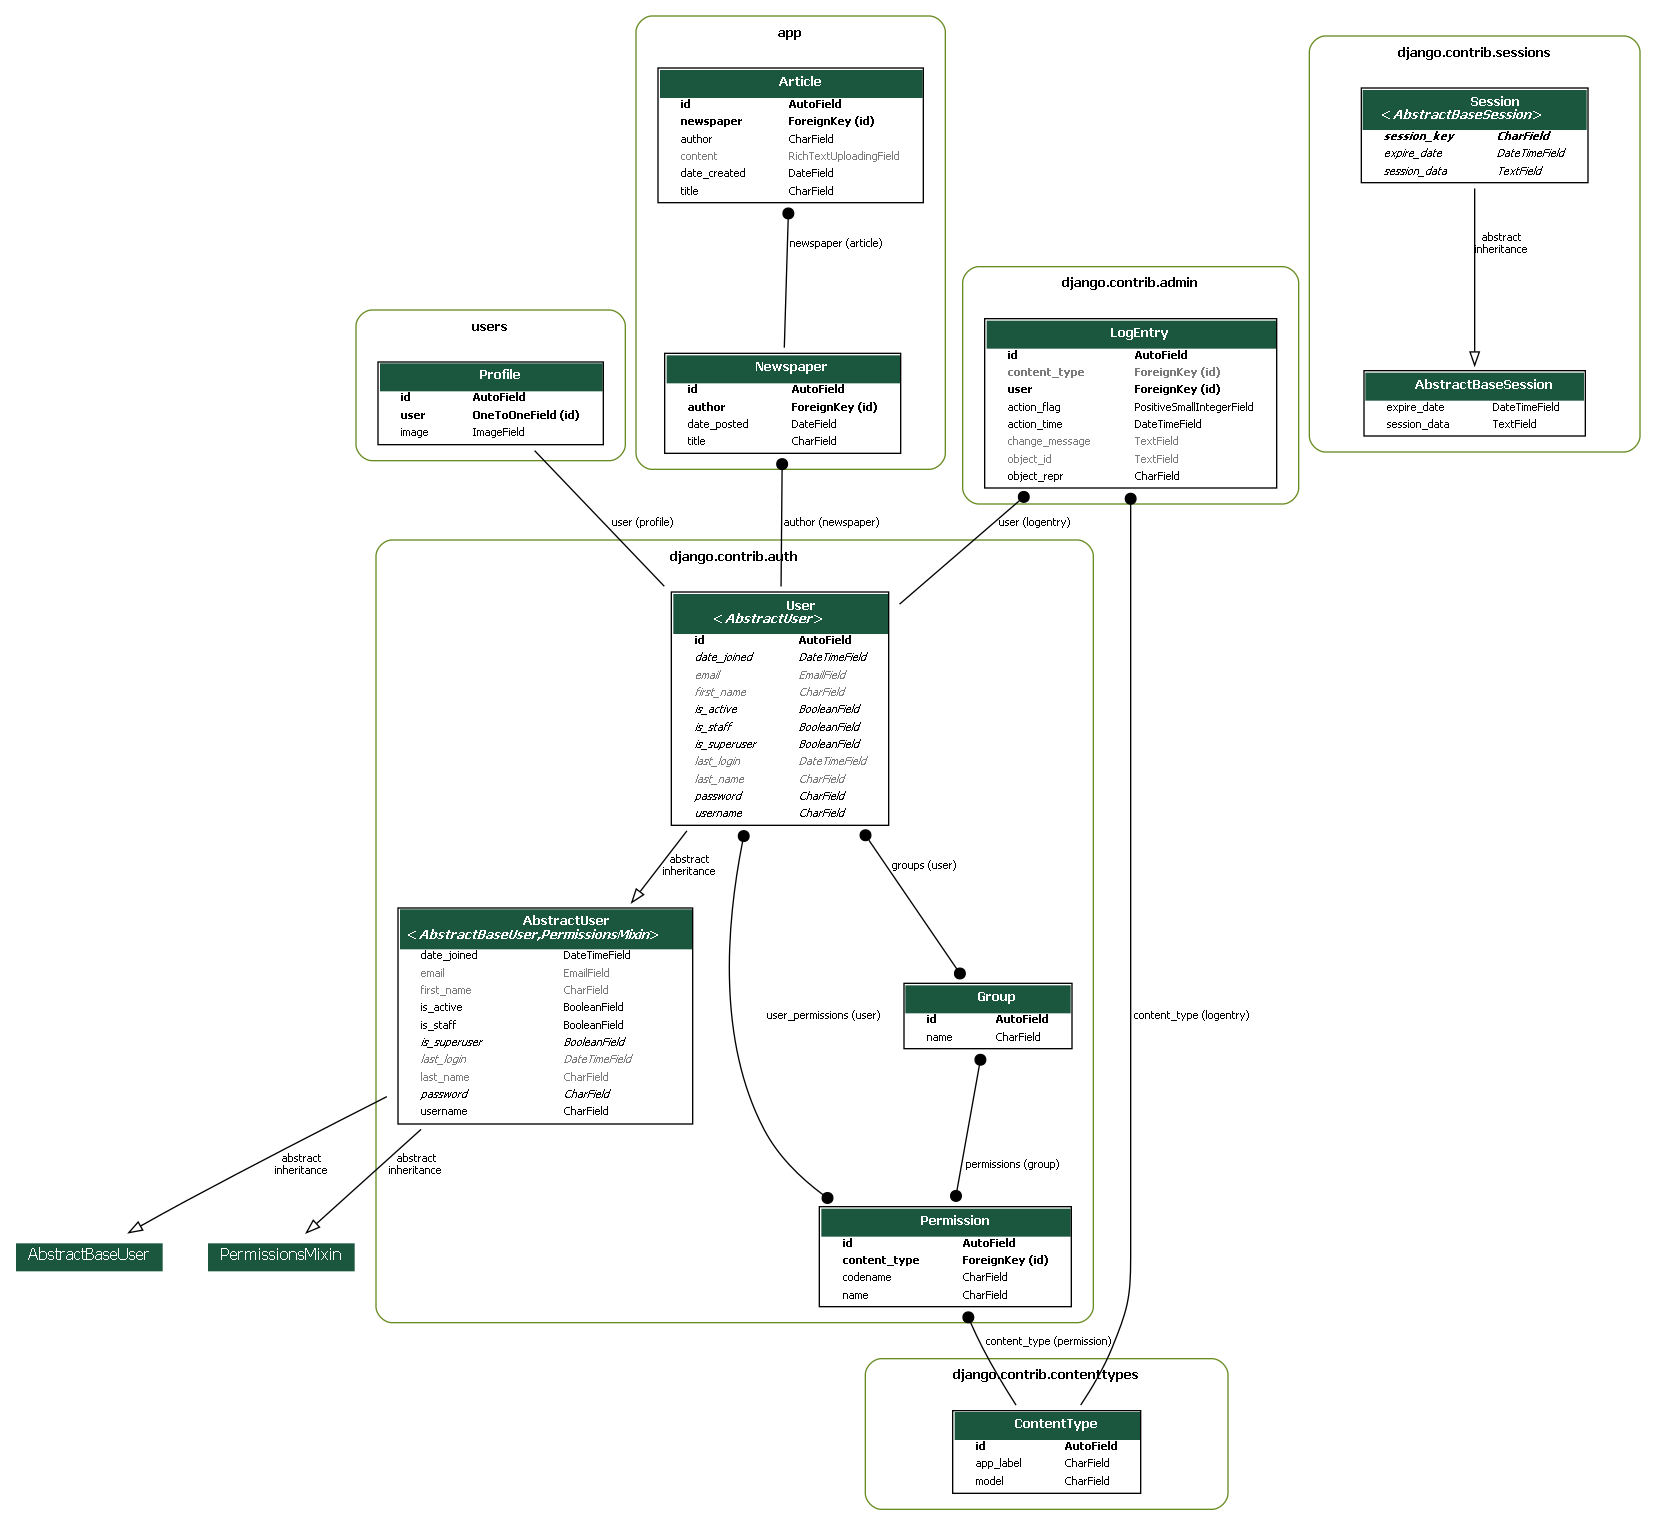 app
Article
id AutoField
newspaper ForeignKey (id)
author CharField
content RichTextUploadingField
date_created DateField
title CharField
newspaper (article)
Newspaper
id AutoField
author ForeignKey (id)
date_posted DateField
title CharField
django.contrib.sessions
Session
<AbstractBaseSession>
session_key CharField
expire_date DateTimeField
session_data TextField
abstract
inheritance
AbstractBaseSession
expire_date DateTimeField
session_data TextField
django.contrib.admin
LogEntry
id AutoField
content_type ForeignKey (id)
user ForeignKey (id)
action_flag PositiveSmallIntegerField
action_time DateTimeField
change_message TextField
object_id TextField
object_repr CharField
users
Profile
id AutoField
user OneToOneField (id)
image ImageField
user (profile)
author (newspaper)
user (logentry)
django.contrib.auth
User
<AbstractUser>
id AutoField
date_joined DateTimeField
email EmailField
first_name CharField
is_active BooleanField
is_staff BooleanField
is_superuser BooleanField
last_login DateTimeField
last_name CharField
password CharField
username CharField
abstract
inheritance
groups (user)
AbstractUser
<AbstractBaseUser,PermissionsMixin>
date_joined DateTimeField
email EmailField
first_name CharField
is_active BooleanField
is_staff BooleanField
is_superuser BooleanField
last_login DateTimeField
last_name CharField
password CharField
username CharField
Group
id AutoField
name CharField
user_permissions (user)
content_type (logentry)
abstract
inheritance
abstract
inheritance
permissions (group)
AbstractBaseUser
PermissionsMixin
Permission
id AutoField
content_type ForeignKey (id)
codename CharField
name CharField
content_type (permission)
django.contrib.contenttypes
ContentType
id AutoField
app_label CharField
model CharField